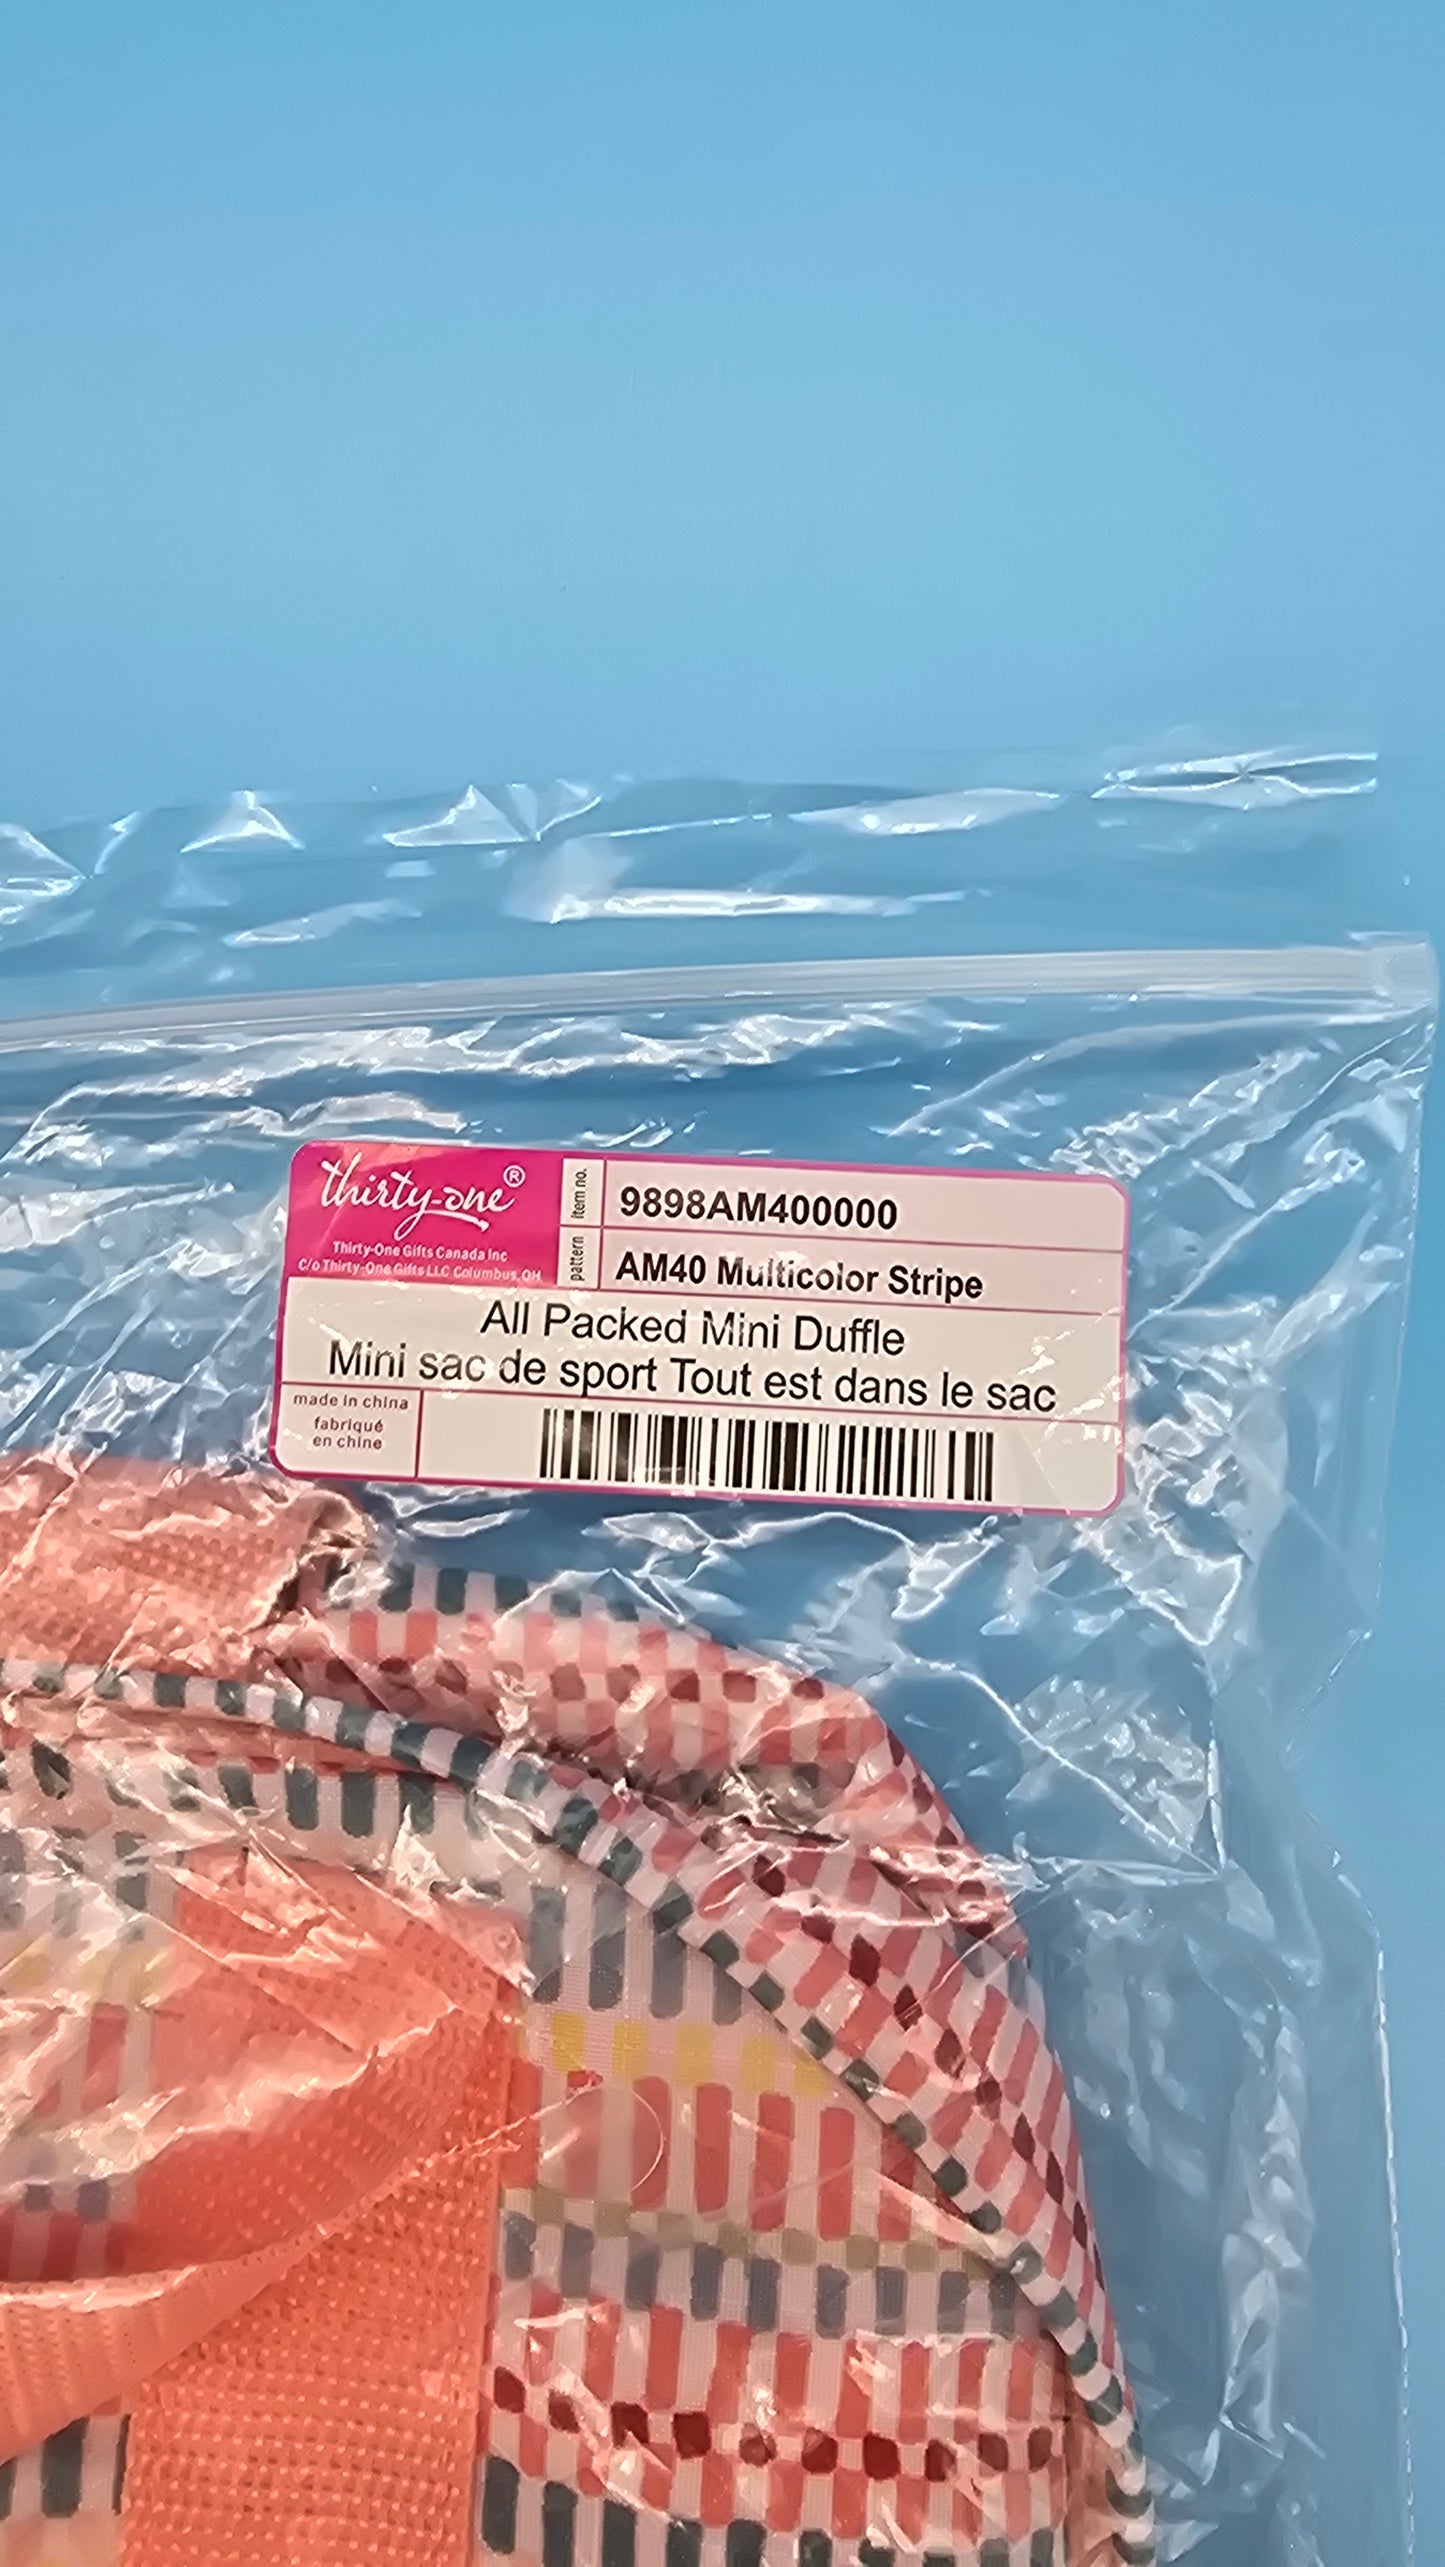 thirty-one®
Thirty-One Gifts Canada Inc
C/o Thirty-One Gifts LLC Columbus, OH
item no.
9898AM400000
pattern
AM40 Multicolor Stripe
All Packed Mini Duffle
Mini sac de sport Tout est dans le sac
made in china
fabriqué
en chine